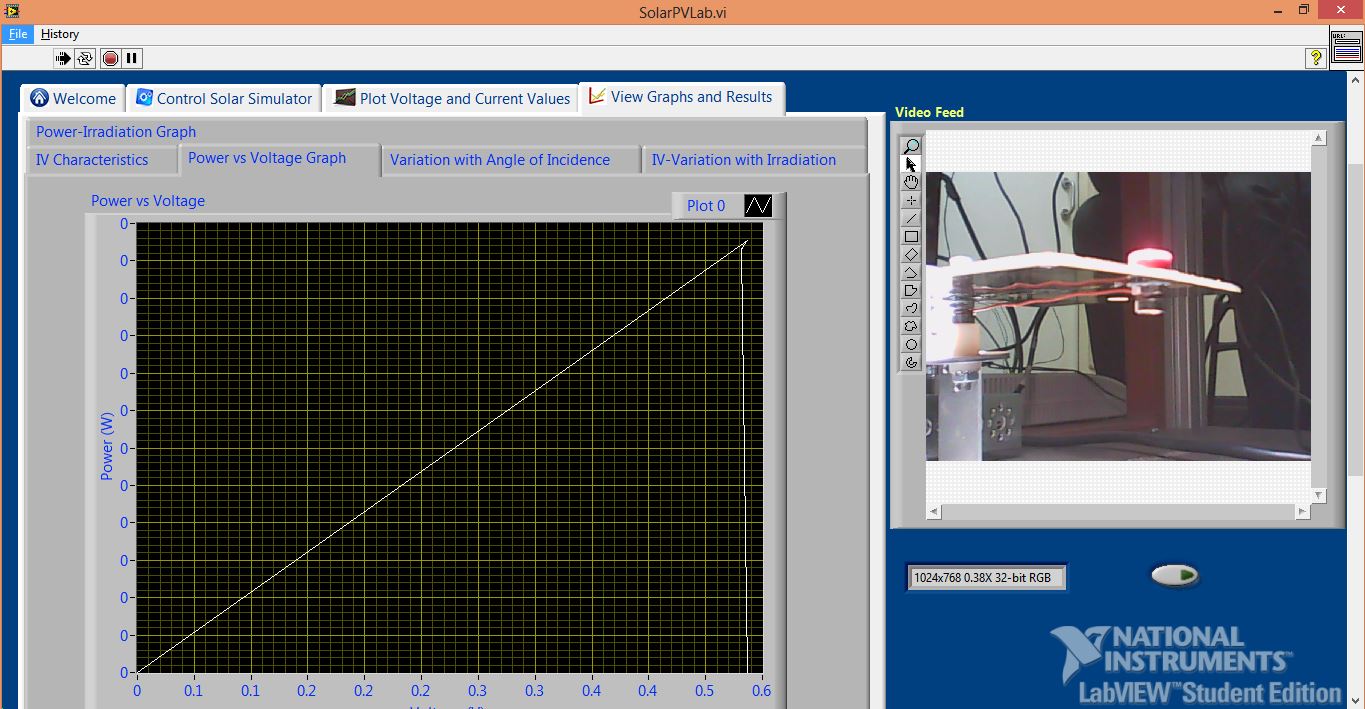 SolarPVLab.vi
File History
URL:
Welcome Control Solar Simulator Plot Voltage and Current Values View Graphs and Results
Power-Irradiation Graph
IV Characteristics Power vs Voltage Graph Variation with Angle of Incidence IV-Variation with Irradiation
Power vs Voltage
Plot 0
0
0
0
0
0
0
0
0
0
0
0
0
0
Power (W)
0 0.1 0.1 0.2 0.2 0.2 0.3 0.3 0.4 0.4 0.5 0.6
Video Feed
1024x768 0.38X 32-bit RGB
NATIONAL
INSTRUMENTS™
LabVIEW™ Student Edition